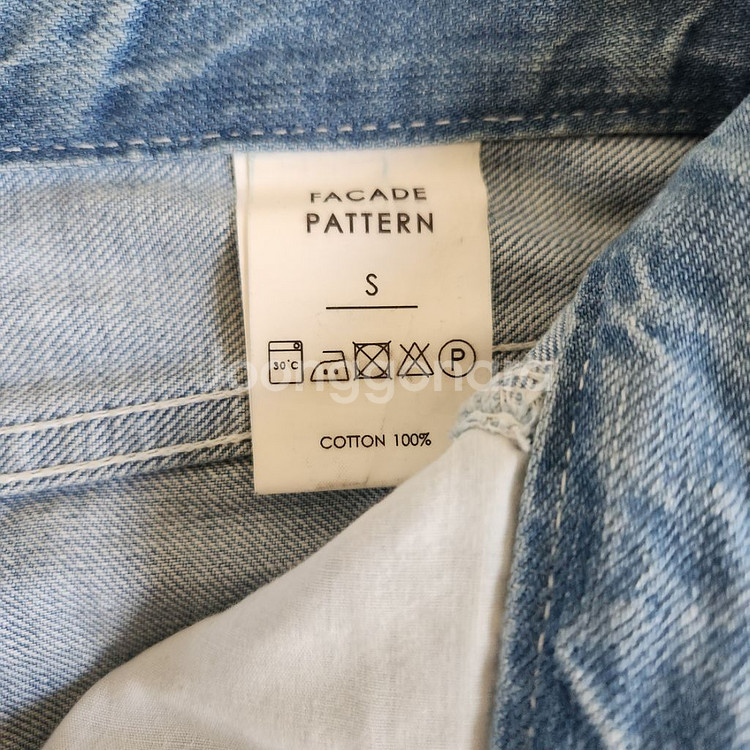 FACADE
PATTERN
S
30°C
P
COTTON 100%